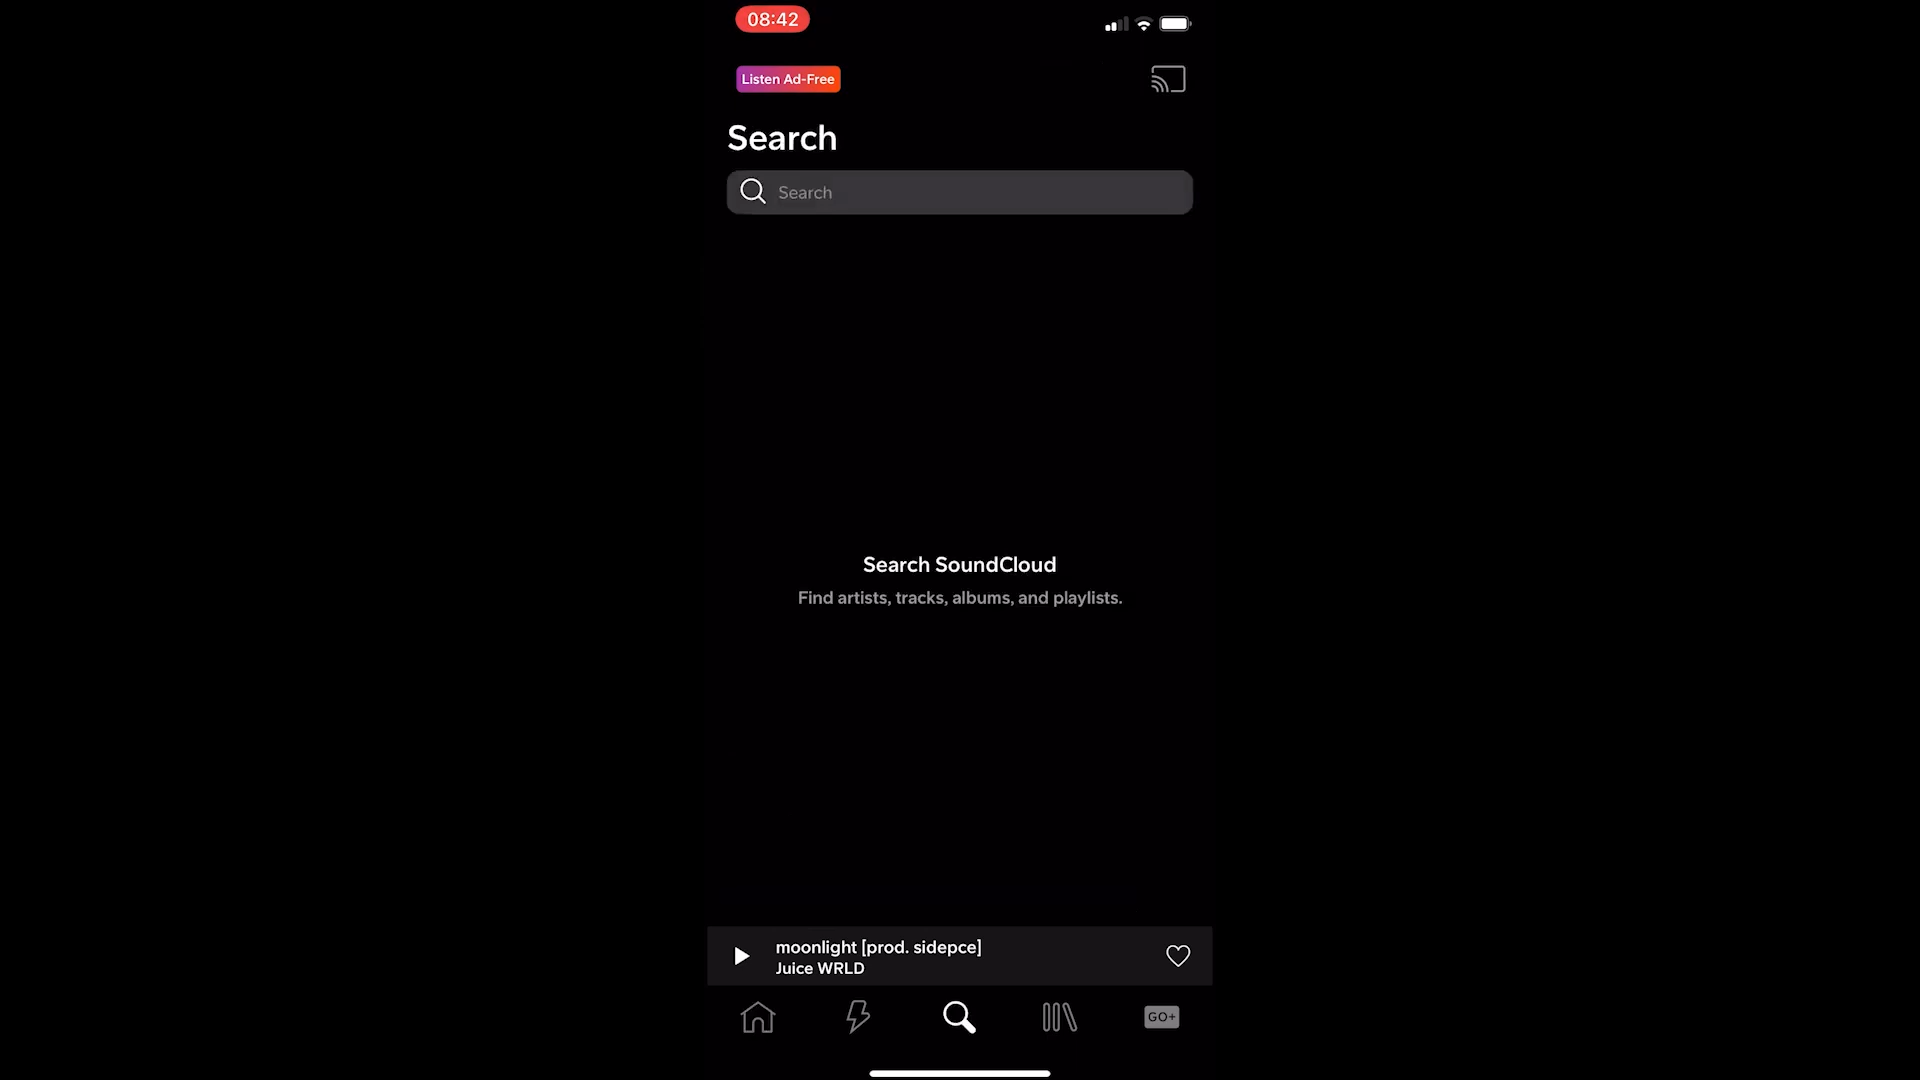 08:42
Listen Ad-Free
Search
Search
Search SoundCloud
Find artists, tracks, albums, and playlists.
moonlight [prod. sidepce]
Juice WRLD
GO+